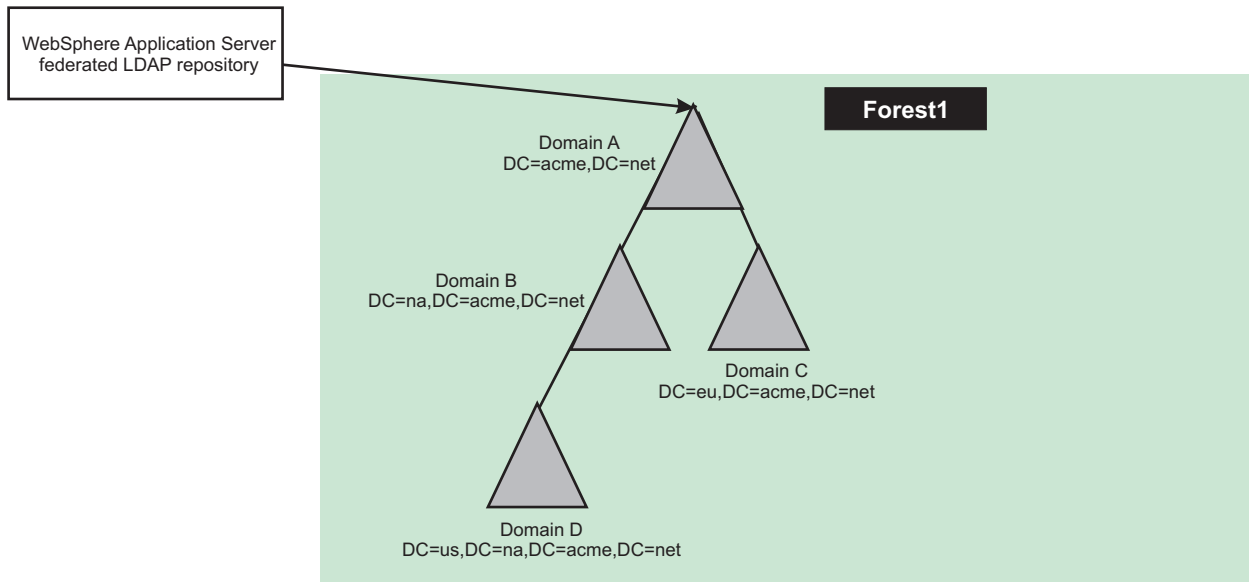 WebSphere Application Server
federated LDAP repository
Forest1
Domain A
DC=acme,DC=net
Domain B
DC=na,DC=acme,DC=net
Domain C
DC=eu,DC=acme,DC=net
Domain D
DC=us,DC=na,DC=acme,DC=net